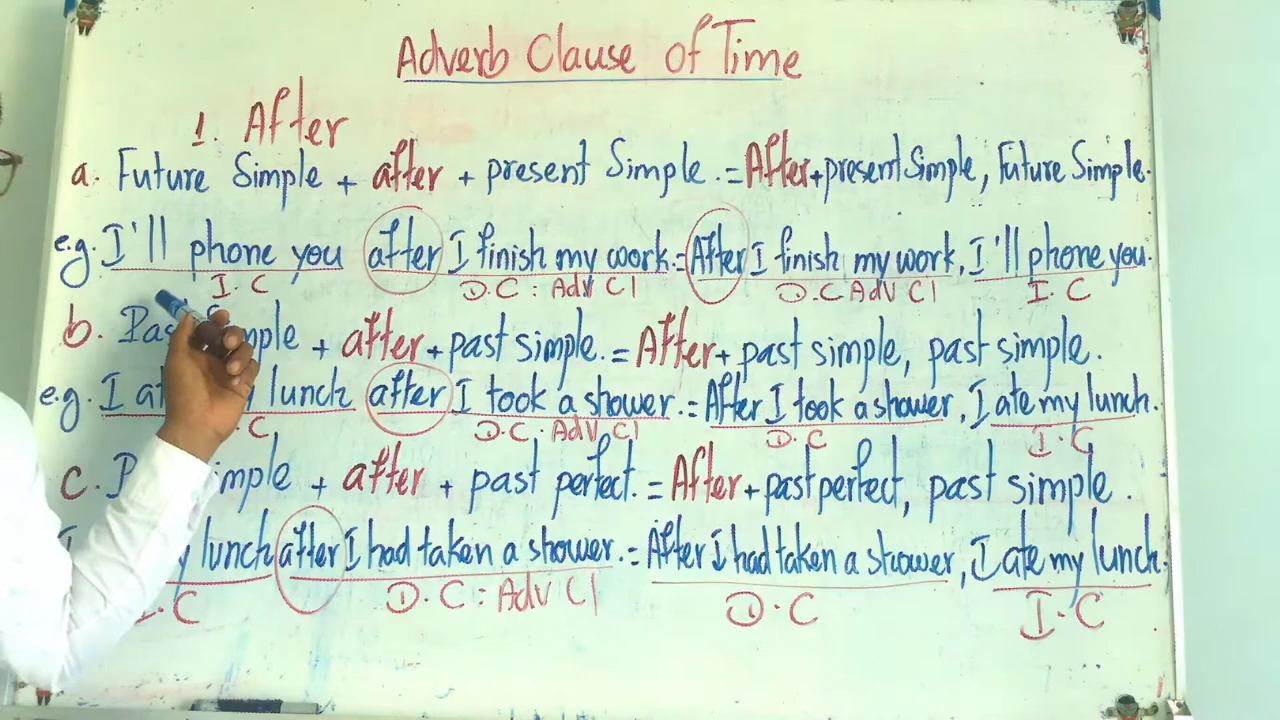 Adverb Clause of Time
1. After
a. Future Simple + after + present Simple. = After + present Simple, Future Simple.
e.g. I'll phone you after I finish my work. = After I finish my work, I'll phone you.
I. C D.C : Adv Cl D.C Adv Cl I. C
b. Simple + after + past simple. = After + past simple, past simple.
e.g. I lunch after I took a shower. = After I took a shower, I ate my lunch.
C D.C : Adv Cl D.C I. C
c. + after + past perfect. = After + past perfect, past simple.
lunch after I had taken a shower. = After I had taken a shower, I ate my lunch.
I. C D.C : Adv Cl D.C I. C